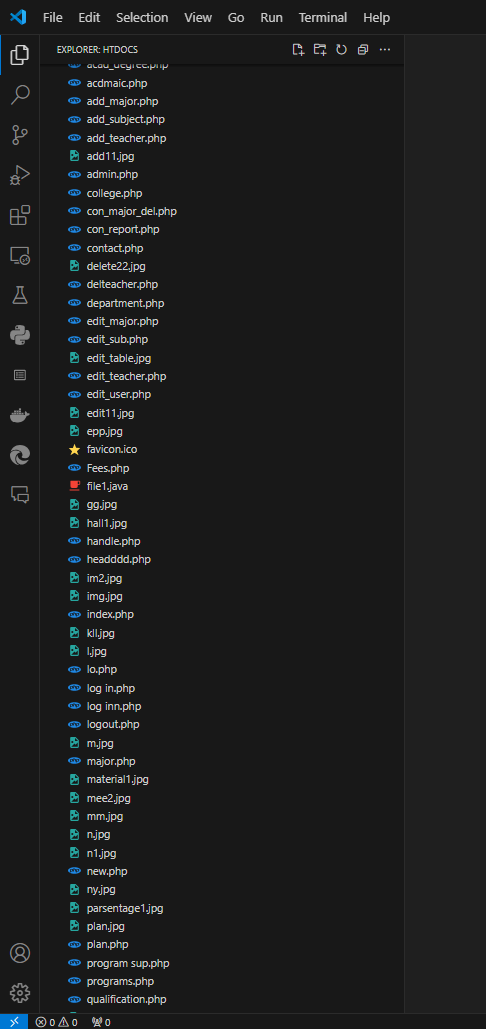 File Edit Selection View Go Run Terminal Help
EXPLORER: HTDOCS
acad_degree.php
acdmaic.php
add_major.php
add_subject.php
add_teacher.php
add11.jpg
admin.php
college.php
con_major_del.php
con_report.php
contact.php
delete22.jpg
delteacher.php
department.php
edit_major.php
edit_sub.php
edit_table.jpg
edit_teacher.php
edit_user.php
edit11.jpg
epp.jpg
favicon.ico
Fees.php
file1.java
gg.jpg
hall1.jpg
handle.php
headddd.php
im2.jpg
img.jpg
index.php
kll.jpg
l.jpg
lo.php
log in.php
log inn.php
logout.php
m.jpg
major.php
material1.jpg
mee2.jpg
mm.jpg
n.jpg
n1.jpg
new.php
ny.jpg
parsentage1.jpg
plan.jpg
plan.php
program sup.php
programs.php
qualification.php
0 0 0